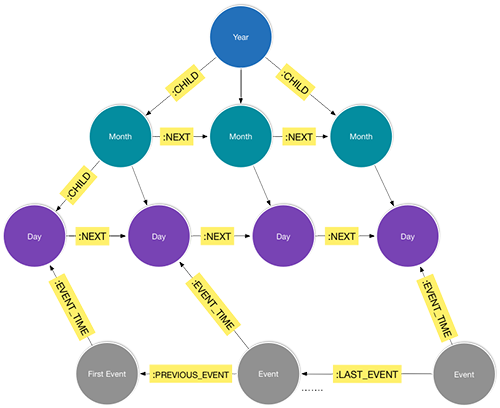 Year
:CHILD
:CHILD
Month
:NEXT
Month
:NEXT
Month
:CHILD
Day
:NEXT
Day
:NEXT
Day
:NEXT
Day
:EVENT_TIME
:EVENT_TIME
:EVENT_TIME
First Event
:PREVIOUS_EVENT
Event
........
:LAST_EVENT
Event